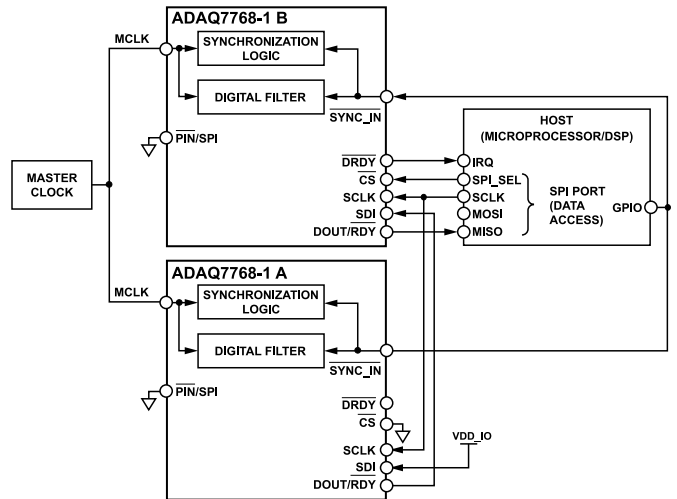 ADAQ7768-1 B
MCLK
SYNCHRONIZATION
LOGIC
DIGITAL FILTER
SYNC_IN
PIN/SPI
DRDY
CS
SCLK
SDI
DOUT/RDY
HOST
(MICROPROCESSOR/DSP)
IRQ
SPI_SEL
SCLK
MOSI
MISO
SPI PORT
(DATA
ACCESS)
GPIO
MASTER
CLOCK
ADAQ7768-1 A
MCLK
SYNCHRONIZATION
LOGIC
DIGITAL FILTER
SYNC_IN
PIN/SPI
DRDY
CS
SCLK
SDI
DOUT/RDY
VDD_IO